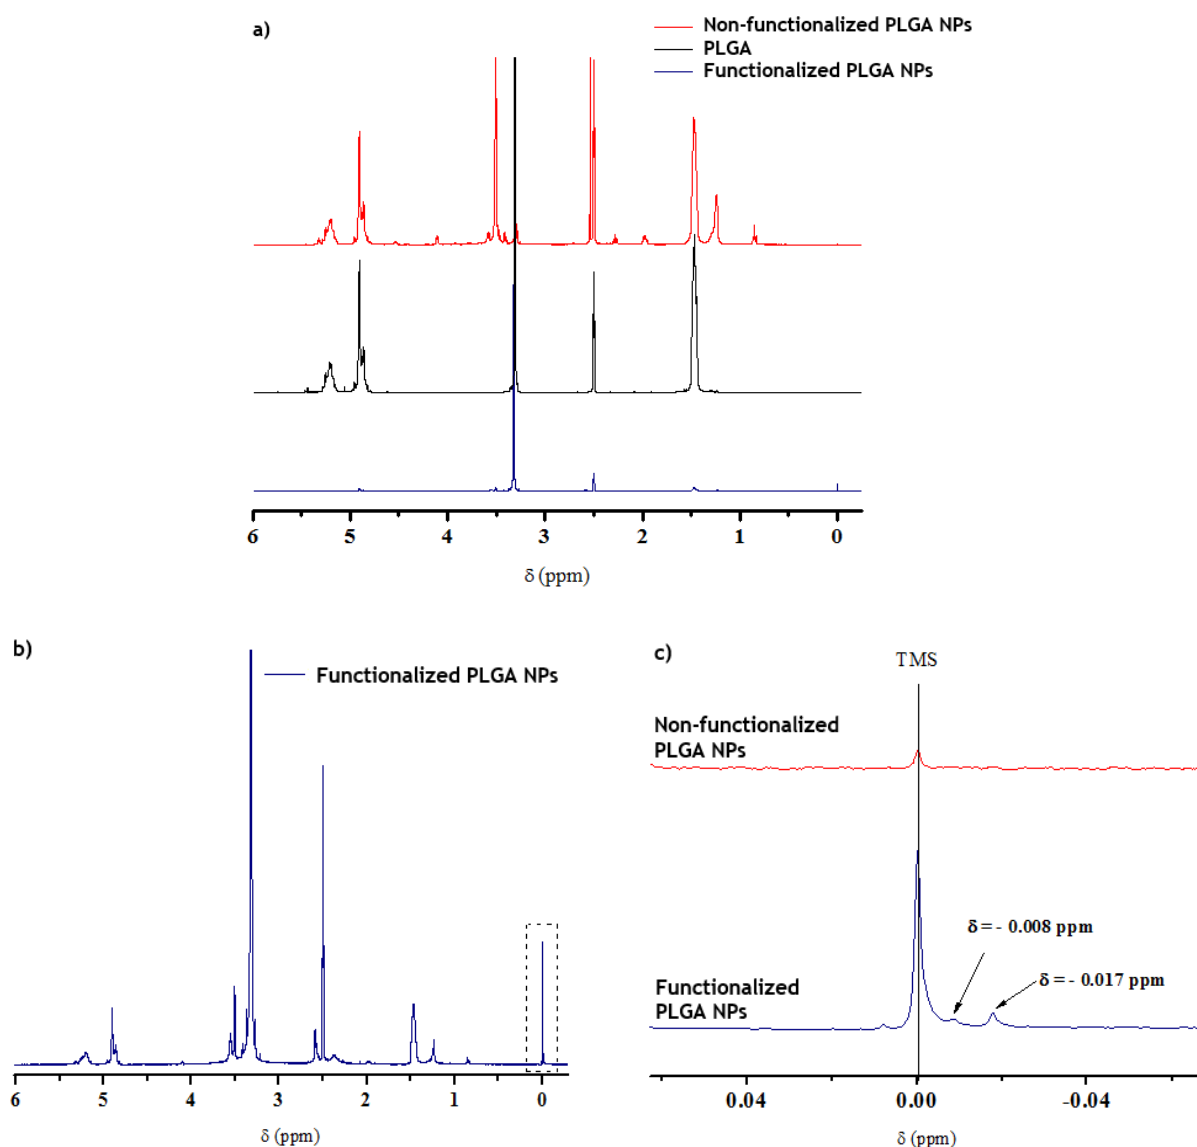 a)
Non-functionalized PLGA NPs
PLGA
Functionalized PLGA NPs
6 5 4 3 2 1 0
δ (ppm)
b)
Functionalized PLGA NPs
6 5 4 3 2 1 0
δ (ppm)
c)
TMS
Non-functionalized
PLGA NPs
δ = - 0.008 ppm
δ = - 0.017 ppm
Functionalized
PLGA NPs
0.04 0.00 -0.04
δ (ppm)